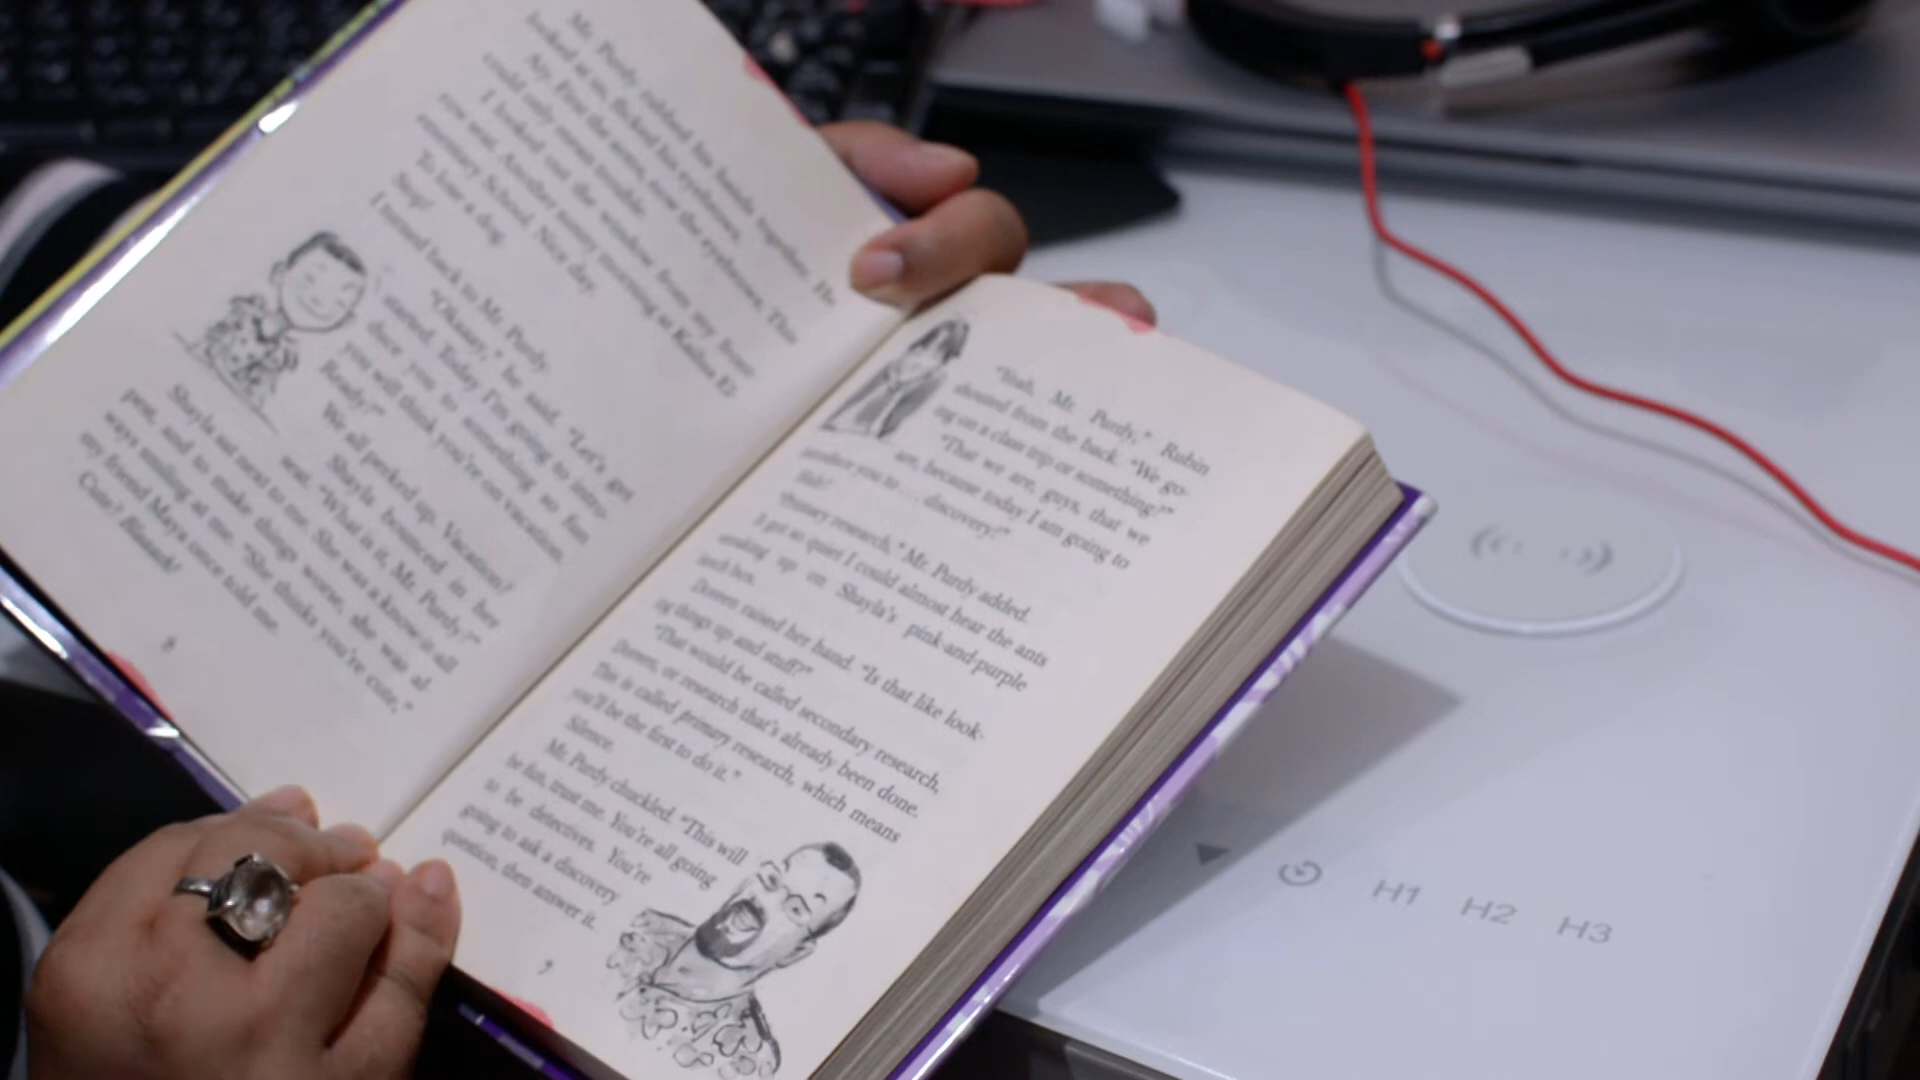 Mr. Purdy rubbed his hands together. He
looked at us, flicked his eyebrows.
Ay. First the arms, now the eyebrows. This
could only mean trouble.
I looked out the window from my front
row seat. Another sunny morning at Kalua El-
ementary School. Nice day.
To lose a dog.
Stop!
I turned back to Mr. Purdy.
"Okaaay," he said. "Let's get
started. Today I'm going to intro-
duce you to something so fun
you will think you're on vacation.
Ready?"
We all perked up. Vacation?
Shayla bounced in her
seat. "What is it, Mr. Purdy?"
Shayla sat next to me. She was a know it all
pest, and to make things worse, she was al-
ways smiling at me. "She thinks you're cute,"
my friend Maya once told me.
Cute? Blaaah!
8
"Yeah, Mr. Purdy," Rubin
shouted from the back. "We go-
ing on a class trip or something?"
"That we are, guys, that we
are, because today I am going to
you to . . . discovery!"
research," Mr. Purdy added.
I got so quiet I could almost hear the ants
up on Shayla's pink-and-purple
lunch box.
Doreen raised her hand. "Is that like look-
ing things up and stuff?"
"That would be called secondary research,
Doreen, or research that's already been done.
This is called primary research, which means
you'll be the first to do it."
Silence.
Mr. Purdy chuckled. "This will
be fun, trust me. You're all going
to be detectives. You're
going to ask a discovery
question, then answer it.
9
H1 H2 H3